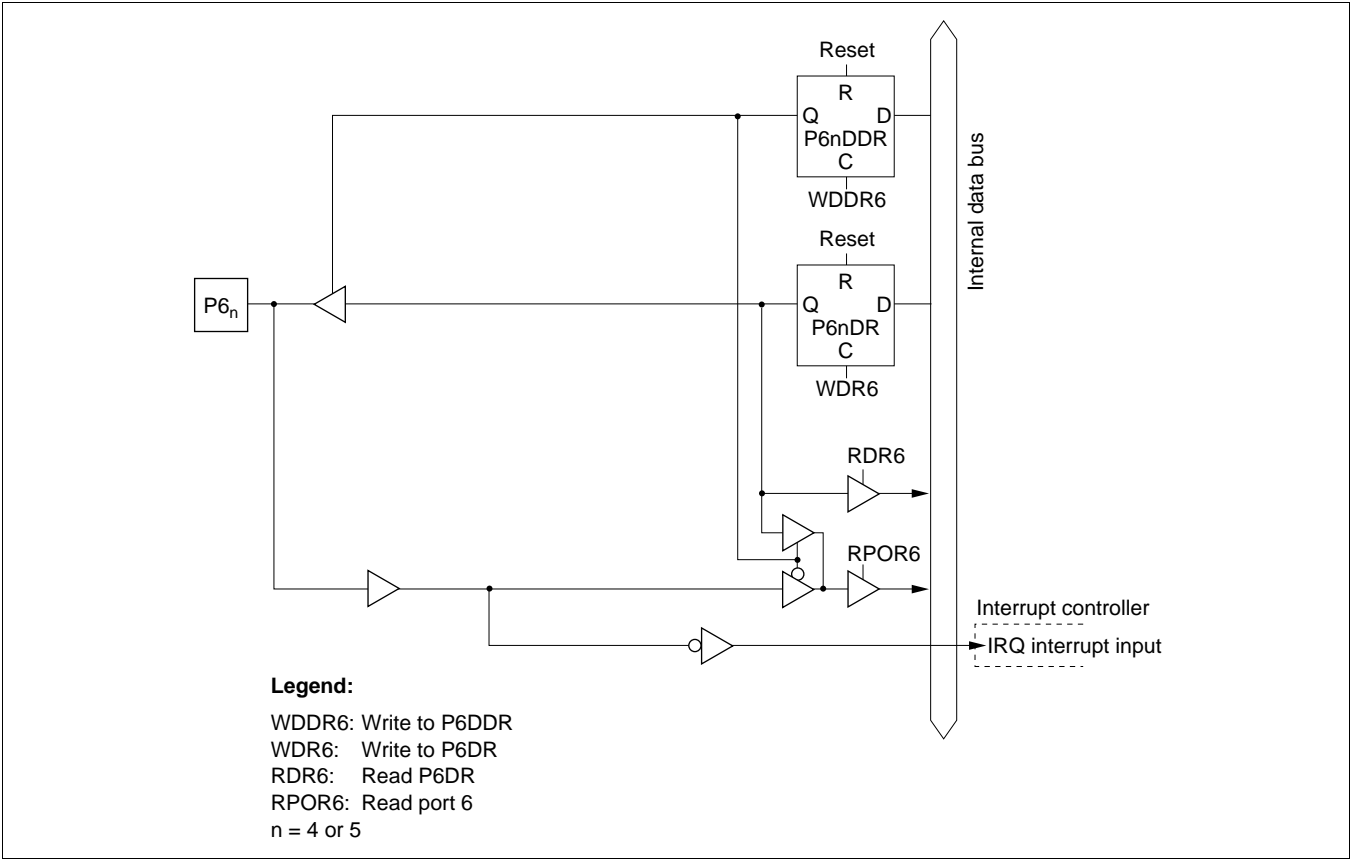 Reset
R
Q D
P6nDDR
C
WDDR6
Internal data bus
Reset
R
Q D
P6nDR
C
WDR6
P6n
RDR6
RPOR6
Interrupt controller
IRQ interrupt input
Legend:
WDDR6: Write to P6DDR
WDR6: Write to P6DR
RDR6: Read P6DR
RPOR6: Read port 6
n = 4 or 5